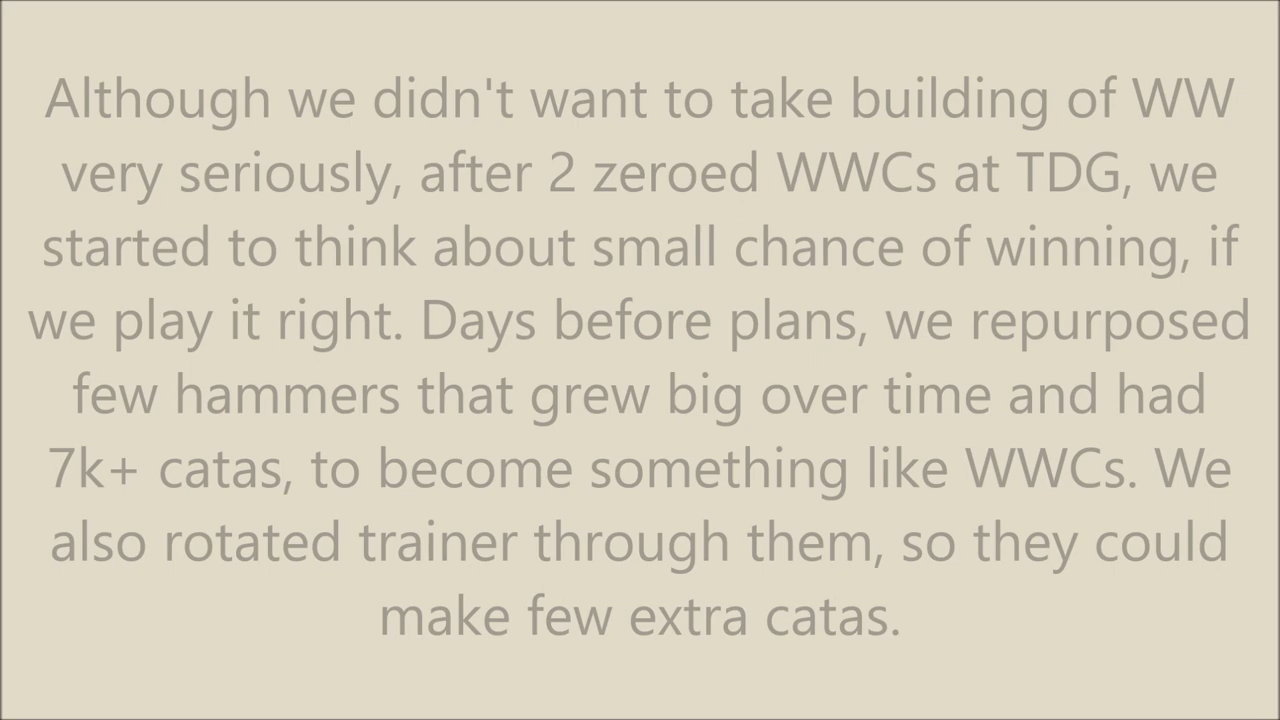 Although we didn't want to take building of WW
very seriously, after 2 zeroed WWCs at TDG, we
started to think about small chance of winning, if
we play it right. Days before plans, we repurposed
few hammers that grew big over time and had
7k+ catas, to become something like WWCs. We
also rotated trainer through them, so they could
make few extra catas.